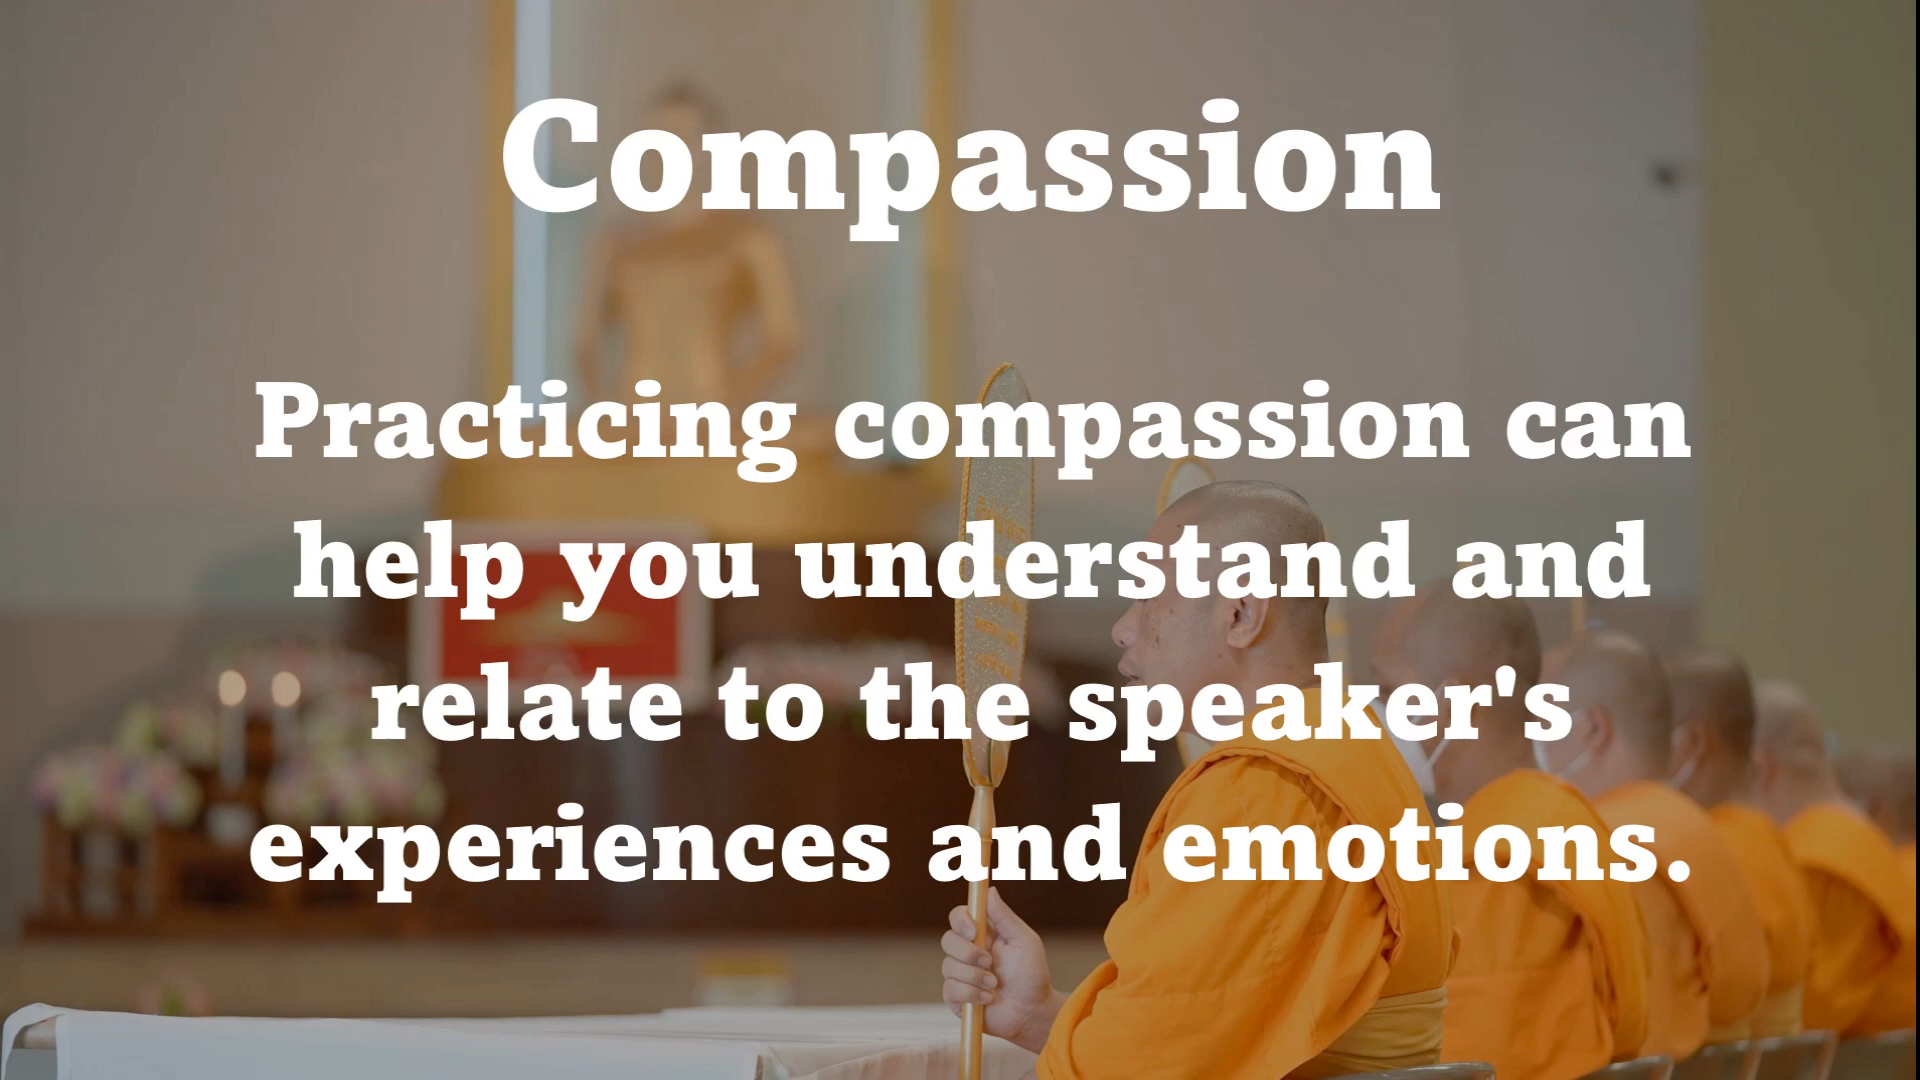 Compassion
Practicing compassion can
help you understand and
relate to the speaker's
experiences and emotions.